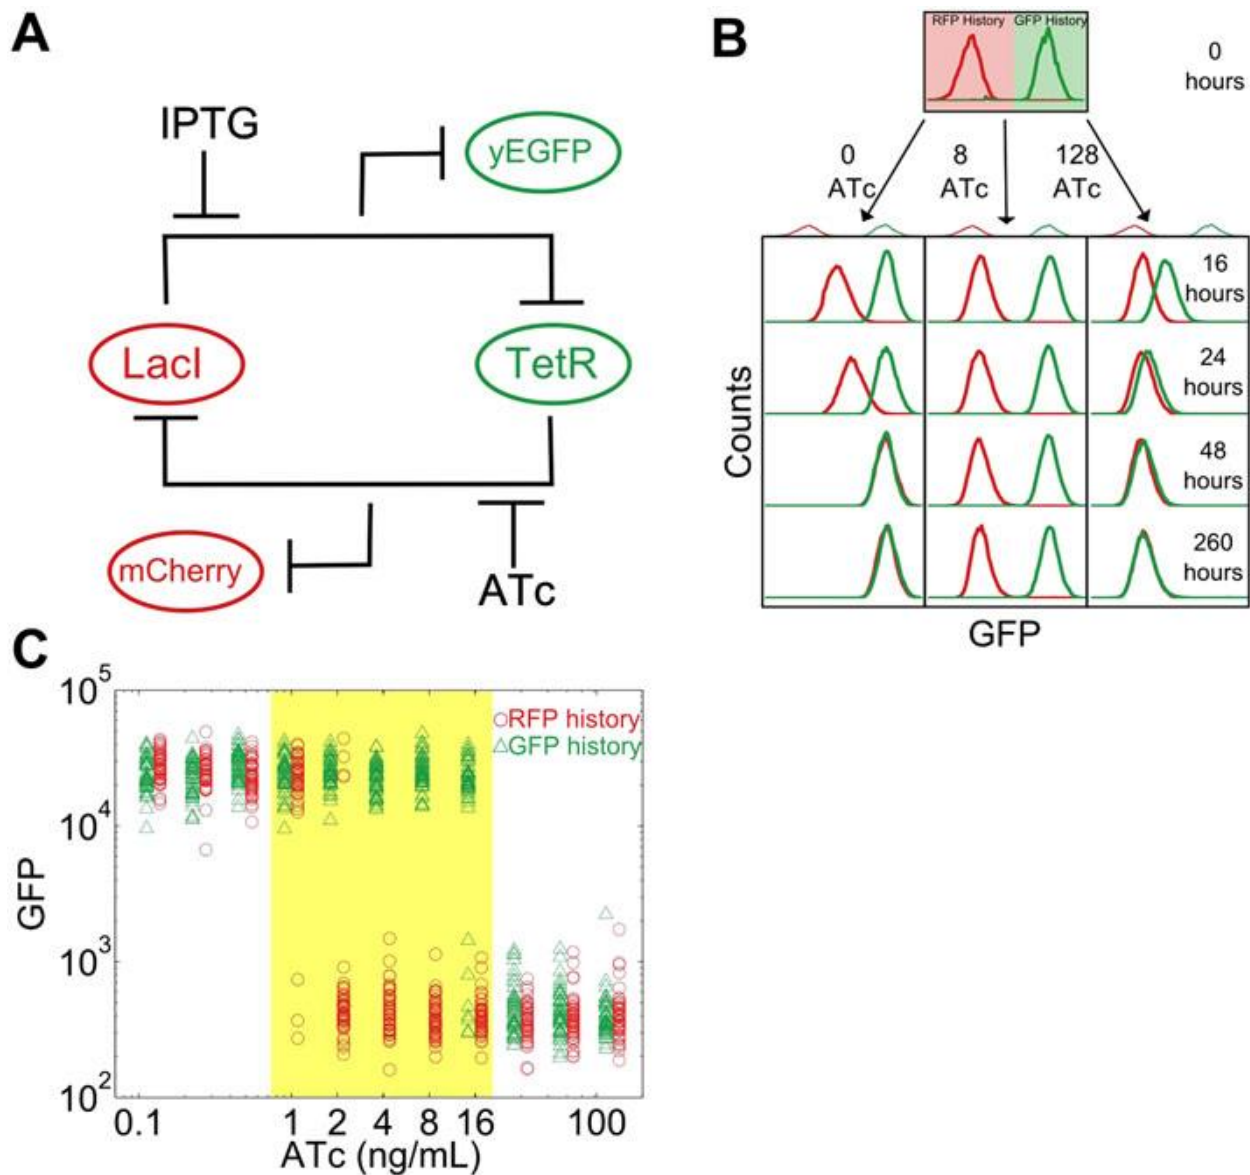 A
IPTG
yEGFP
LacI
TetR
mCherry
ATc
B
RFP History GFP History
0
hours
0
ATc
8
ATc
128
ATc
16
hours
24
hours
48
hours
260
hours
Counts
GFP
C
10^5
10^4
10^3
10^2
GFP
RFP history
GFP history
0.1 1 2 4 8 16 100
ATc (ng/mL)